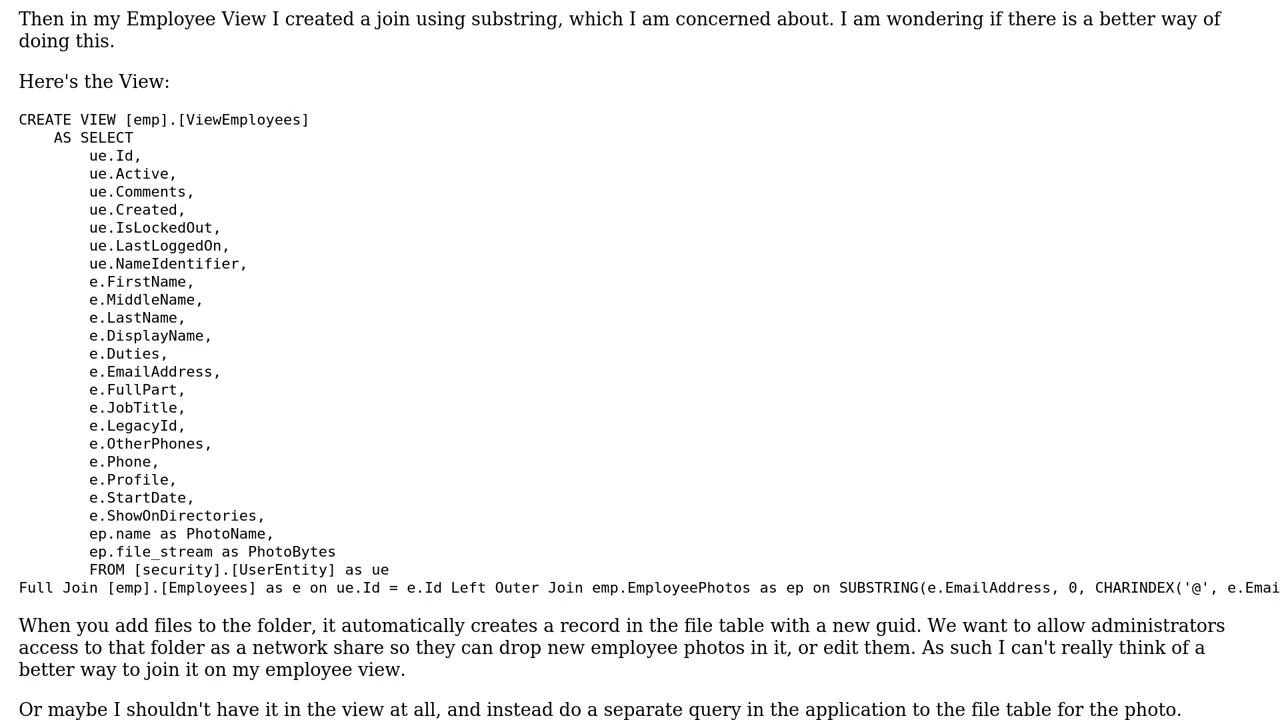 Then in my Employee View I created a join using substring, which I am concerned about. I am wondering if there is a better way of
doing this.
Here's the View:
CREATE VIEW [emp].[ViewEmployees]
    AS SELECT
        ue.Id,
        ue.Active,
        ue.Comments,
        ue.Created,
        ue.IsLockedOut,
        ue.LastLoggedOn,
        ue.NameIdentifier,
        e.FirstName,
        e.MiddleName,
        e.LastName,
        e.DisplayName,
        e.Duties,
        e.EmailAddress,
        e.FullPart,
        e.JobTitle,
        e.LegacyId,
        e.OtherPhones,
        e.Phone,
        e.Profile,
        e.StartDate,
        e.ShowOnDirectories,
        ep.name as PhotoName,
        ep.file_stream as PhotoBytes
        FROM [security].[UserEntity] as ue
Full Join [emp].[Employees] as e on ue.Id = e.Id Left Outer Join emp.EmployeePhotos as ep on SUBSTRING(e.EmailAddress, 0, CHARINDEX('@', e.Emai
When you add files to the folder, it automatically creates a record in the file table with a new guid. We want to allow administrators
access to that folder as a network share so they can drop new employee photos in it, or edit them. As such I can't really think of a
better way to join it on my employee view.
Or maybe I shouldn't have it in the view at all, and instead do a separate query in the application to the file table for the photo.